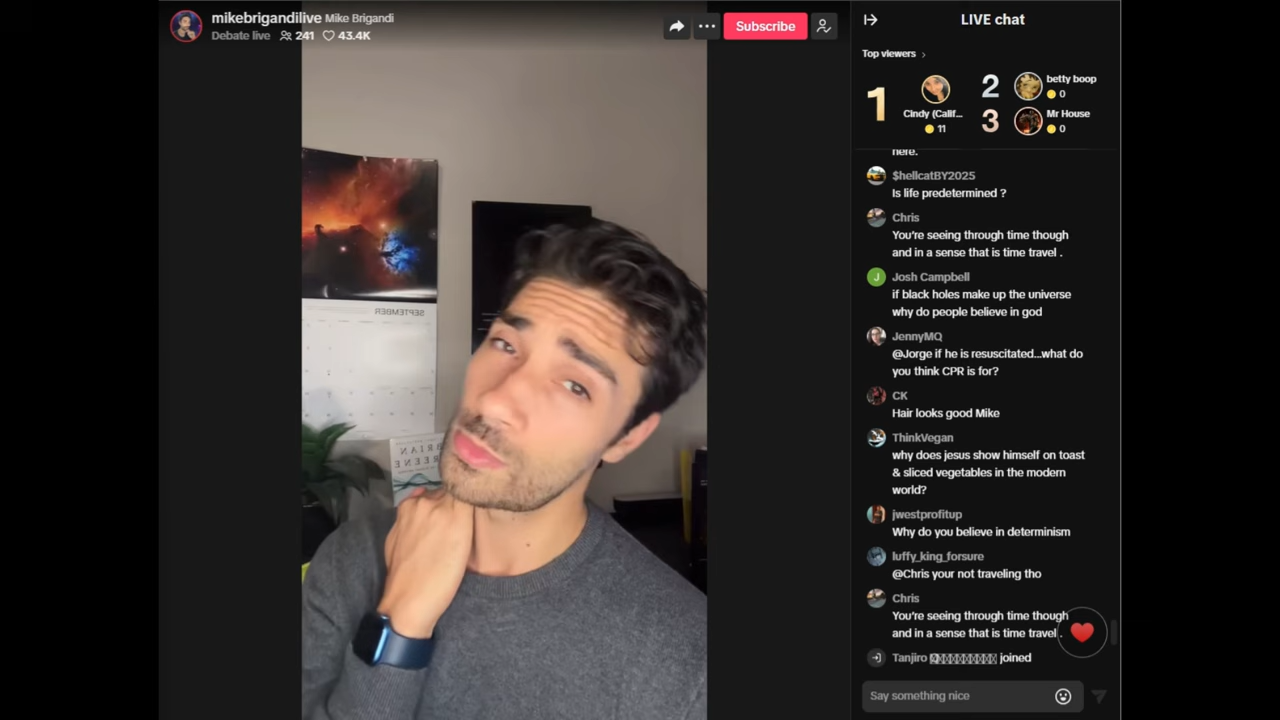 mikebrigandilive Mike Brigandi
Debate live 241 43.4K
Subscribe
SEPTEMBER
BRIAN
GREENE
LIVE chat
Top viewers
1
Cindy (Calif...
11
2
betty boop
0
3
Mr House
0
here.
$hellcatBY2025
Is life predetermined ?
Chris
You're seeing through time though
and in a sense that is time travel .
J
Josh Campbell
if black holes make up the universe
why do people believe in god
JennyMQ
@Jorge if he is resuscitated...what do
you think CPR is for?
CK
Hair looks good Mike
ThinkVegan
why does jesus show himself on toast
& sliced vegetables in the modern
world?
jwestprofitup
Why do you believe in determinism
luffy_king_forsure
@Chris your not traveling tho
Chris
You're seeing through time though
and in a sense that is time travel .
Tanjiro joined
Say something nice